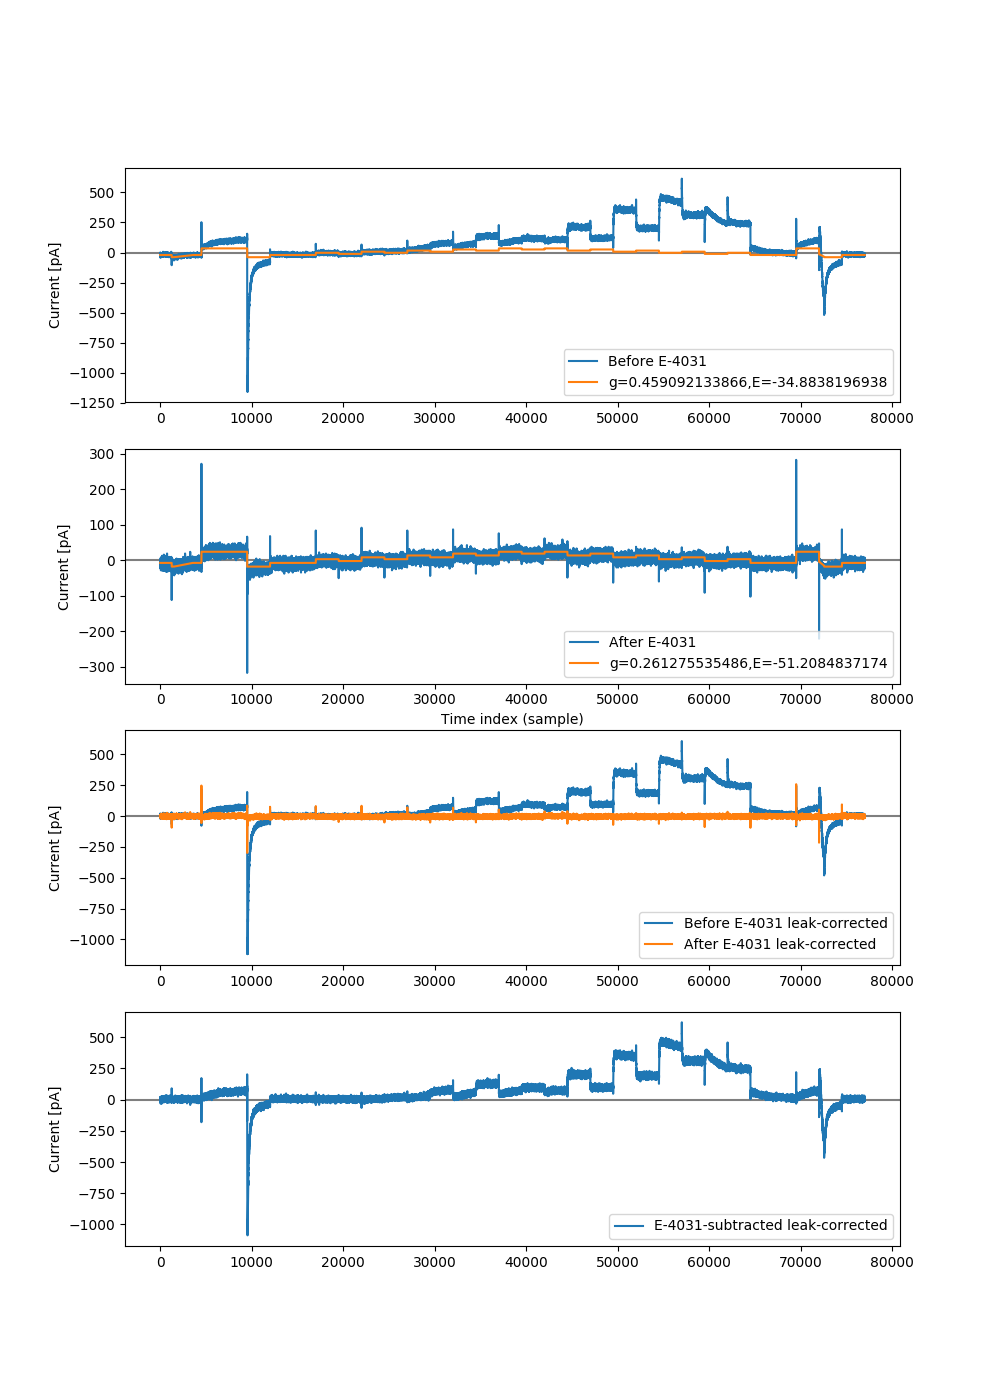 500
250
0
−250
−500
−750
−1000
−1250
Current [pA]
Before E-4031
g=0.459092133866,E=-34.8838196938
0 10000 20000 30000 40000 50000 60000 70000 80000
300
200
100
0
−100
−200
−300
Current [pA]
After E-4031
g=0.261275535486,E=-51.2084837174
0 10000 20000 30000 40000 50000 60000 70000 80000
Time index (sample)
500
250
0
−250
−500
−750
−1000
Current [pA]
Before E-4031 leak-corrected
After E-4031 leak-corrected
0 10000 20000 30000 40000 50000 60000 70000 80000
500
250
0
−250
−500
−750
−1000
Current [pA]
E-4031-subtracted leak-corrected
0 10000 20000 30000 40000 50000 60000 70000 80000